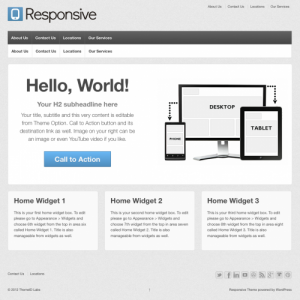 About Us Contact Us Locations Our Services
Responsive
About Us Contact Us Locations Our Services
About Us Contact Us Locations Our Services
Hello, World!
Your H2 subheadline here
Your title, subtitle and this very content is editable
from Theme Option. Call to Action button and its
destination link as well. Image on your right can be
an image or even YouTube video if you like.
Call to Action
PHONE
DESKTOP
TABLET
Home Widget 1
This is your first home widget box. To edit
please go to Appearance > Widgets and
choose 6th widget from the top in area six
called Home Widget 1. Title is also
manageable from widgets as well.
Home Widget 2
This is your second home widget box. To edit
please go to Appearance > Widgets and
choose 7th widget from the top in area seven
called Home Widget 2. Title is also
manageable from widgets as well.
Home Widget 3
This is your third home widget box. To edit
please go to Appearance > Widgets and
choose 8th widget from the top in area eight
called Home Widget 3. Title is also
manageable from widgets as well.
Contact Us Locations
© 2012 ThemeID Labs
Responsive Theme powered by WordPress